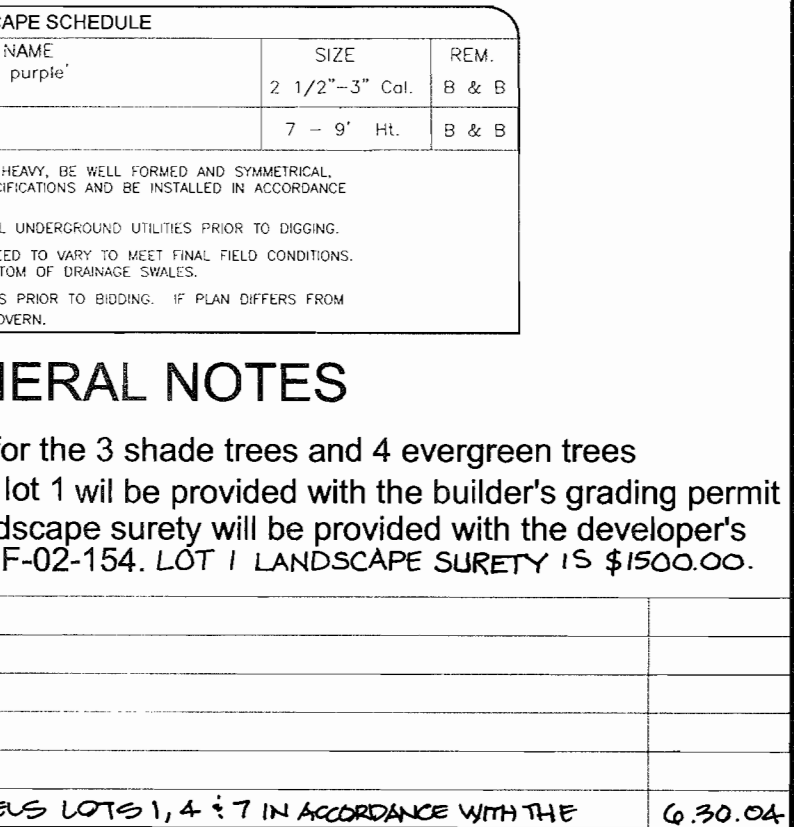 APE SCHEDULE
NAME SIZE REM.
purple' 2 1/2"-3" Cal. B & B
7 - 9' Ht. B & B
HEAVY, BE WELL FORMED AND SYMMETRICAL,
CIFICATIONS AND BE INSTALLED IN ACCORDANCE
L UNDERGROUND UTILITIES PRIOR TO DIGGING.
EED TO VARY TO MEET FINAL FIELD CONDITIONS.
TOM OF DRAINAGE SWALES.
S PRIOR TO BIDDING. IF PLAN DIFFERS FROM
OVERN.
ERAL NOTES
for the 3 shade trees and 4 evergreen trees
lot 1 wil be provided with the builder's grading permit
dscape surety will be provided with the developer's
F-02-154. LOT 1 LANDSCAPE SURETY IS $1500.00.
ELS LOTS 1, 4 & 7 IN ACCORDANCE WITH THE 6.30.04